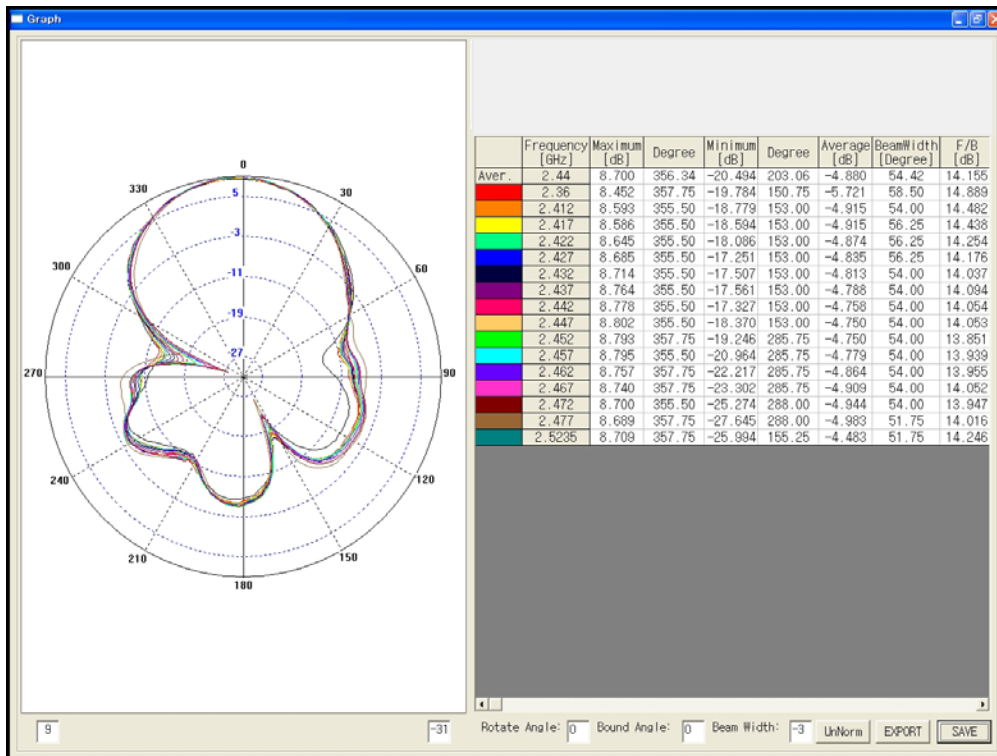 Graph
0
330
30
5
-3
300
60
-11
-19
-27
270
90
240
120
210
150
180
Frequency [GHz] Maximum [dB] Degree Minimum [dB] Degree Average [dB] BeamWidth [Degree] F/B [dB]
Aver. 2.44 8.700 356.34 -20.494 203.06 -4.880 54.42 14.155
2.36 8.452 357.75 -19.784 150.75 -5.721 58.50 14.889
2.412 8.593 355.50 -18.779 153.00 -4.915 54.00 14.482
2.417 8.586 355.50 -18.594 153.00 -4.915 56.25 14.438
2.422 8.645 355.50 -18.086 153.00 -4.874 56.25 14.254
2.427 8.685 355.50 -17.251 153.00 -4.835 56.25 14.176
2.432 8.714 355.50 -17.507 153.00 -4.813 54.00 14.037
2.437 8.764 355.50 -17.561 153.00 -4.788 54.00 14.094
2.442 8.778 355.50 -17.327 153.00 -4.758 54.00 14.054
2.447 8.802 355.50 -18.370 153.00 -4.750 54.00 14.053
2.452 8.793 357.75 -19.246 285.75 -4.750 54.00 13.851
2.457 8.795 355.50 -20.964 285.75 -4.779 54.00 13.939
2.462 8.757 357.75 -22.217 285.75 -4.864 54.00 13.955
2.467 8.740 357.75 -23.302 285.75 -4.909 54.00 14.052
2.472 8.700 355.50 -25.274 288.00 -4.944 54.00 13.947
2.477 8.689 357.75 -27.645 288.00 -4.983 51.75 14.016
2.5235 8.709 357.75 -25.994 155.25 -4.483 51.75 14.246
9
-31
Rotate Angle: 0 Bound Angle: 0 Beam Width: -3 UnNorm EXPORT SAVE